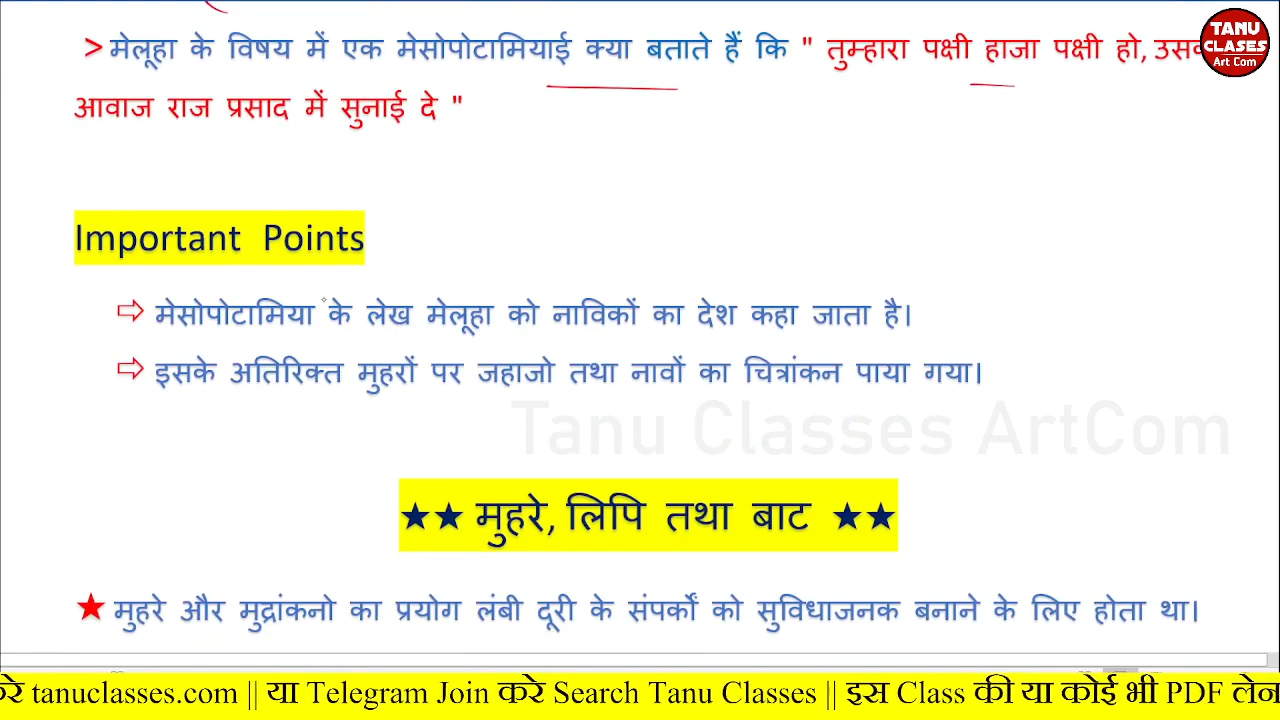 > मेलूहा के विषय में एक मेसोपोटामियाई क्या बताते हैं कि " तुम्हारा पक्षी हाजा पक्षी हो, उसक
आवाज राज प्रसाद में सुनाई दे "
TANU
CLASES
Art Com
Important Points
⇨ मेसोपोटामिया के लेख मेलूहा को नाविकों का देश कहा जाता है।
⇨ इसके अतिरिक्त मुहरों पर जहाजो तथा नावों का चित्रांकन पाया गया।
Tanu Classes ArtCom
★★ मुहरे, लिपि तथा बाट ★★
★ मुहरे और मुद्रांकनो का प्रयोग लंबी दूरी के संपर्कों को सुविधाजनक बनाने के लिए होता था।
करे tanuclasses.com || या Telegram Join करे Search Tanu Classes || इस Class की या कोई भी PDF लेन